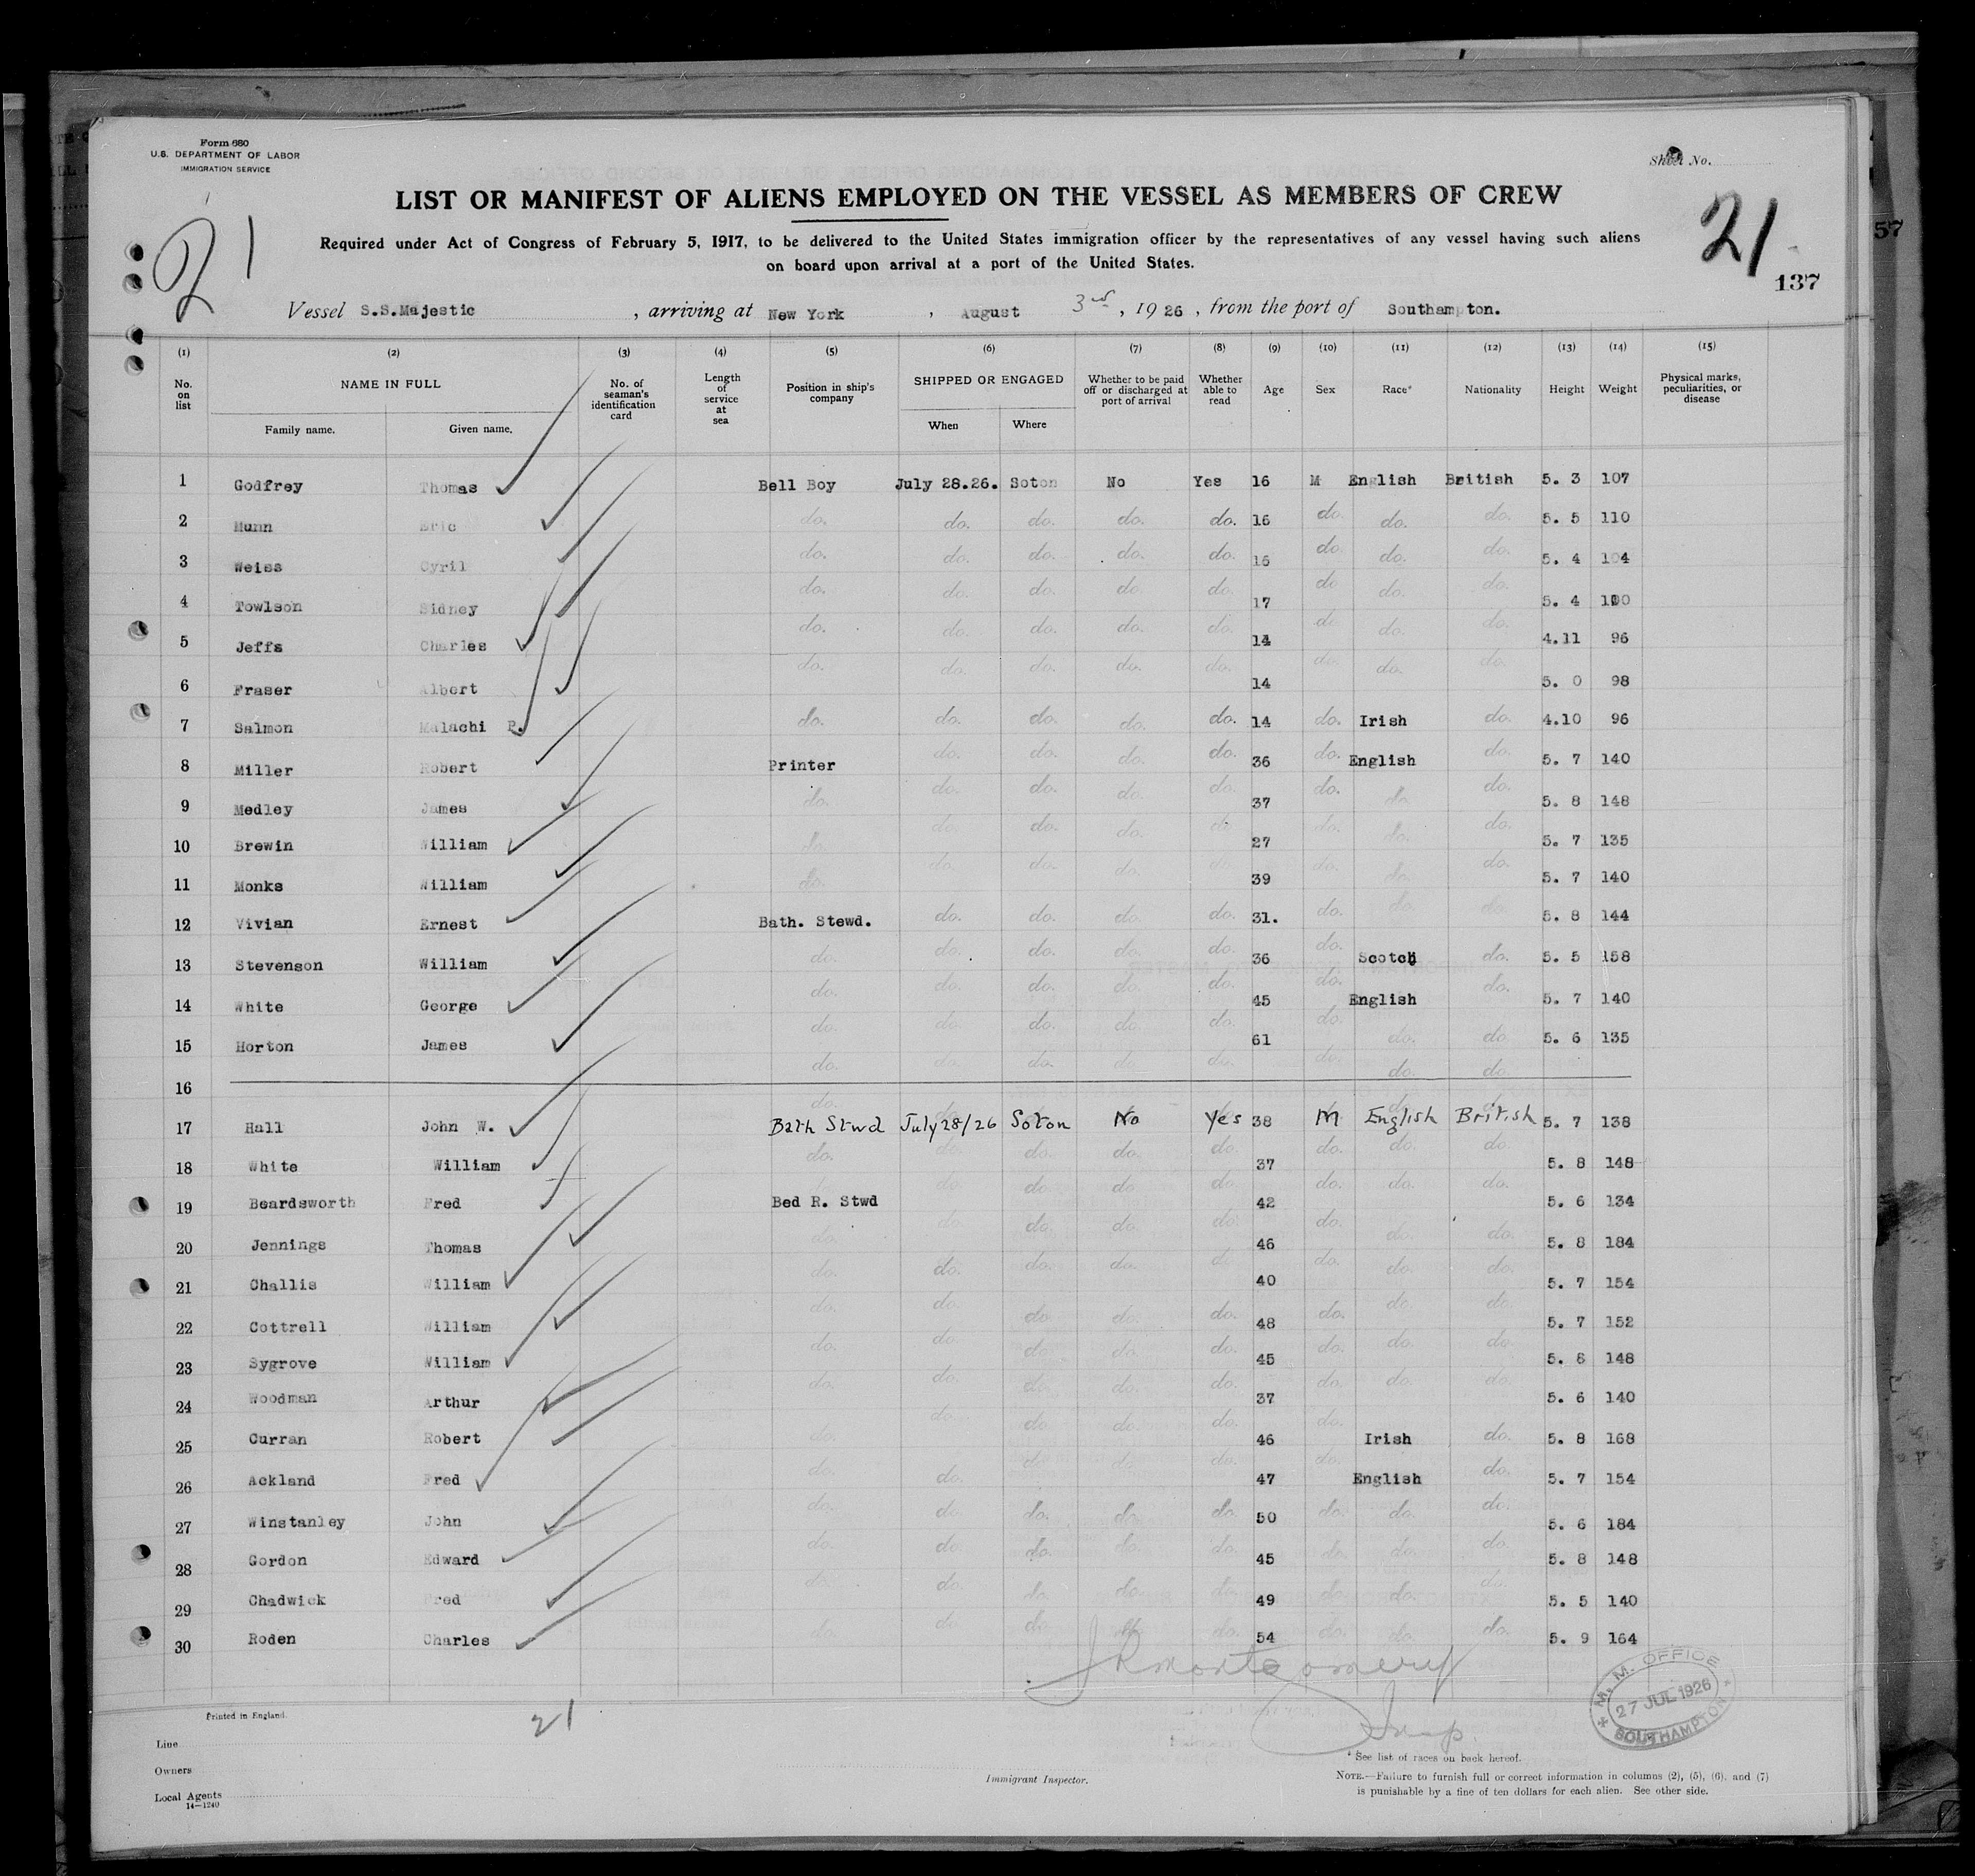 Form 680
U.S. DEPARTMENT OF LABOR
IMMIGRATION SERVICE
Sheet No.
21
21
137
57
LIST OR MANIFEST OF ALIENS EMPLOYED ON THE VESSEL AS MEMBERS OF CREW
Required under Act of Congress of February 5, 1917, to be delivered to the United States immigration officer by the representatives of any vessel having such aliens
on board upon arrival at a port of the United States.
Vessel S.S.Majestic , arriving at New York , August 3rd , 1926 , from the port of Southampton.
(1) (2) (3) (4) (5) (6) (7) (8) (9) (10) (11) (12) (13) (14) (15)
No. on list NAME IN FULL Family name. Given name. No. of seaman's identification card Length of service at sea Position in ship's company SHIPPED OR ENGAGED When Where Whether to be paid off or discharged at port of arrival Whether able to read Age Sex Race* Nationality Height Weight Physical marks, peculiarities, or disease
1 Godfrey Thomas Bell Boy July 28.26. Soton No Yes 16 M English British 5. 3 107
2 Munn Eric do. do. do. do. do. 16 do. do. do. 5. 5 110
3 Weiss Cyril do. do. do. do. do. 16 do. do. do. 5. 4 104
4 Towlson Sidney do. do. do. do. do. 17 do do. do. 5. 4 100
5 Jeffs Charles do. do. do. do. do. 14 do do. do. 4.11 96
6 Fraser Albert do. do. do. do. do. 14 do. do. do. 5. 0 98
7 Salmon Malachi P. do. do. do. do. do. 14 do. Irish do. 4.10 96
8 Miller Robert Printer do. do. do. do. 36 do. English do. 5. 7 140
9 Medley James do. do. do. do. do. 37 do. do. do. 5. 8 148
10 Brewin William do. do. do. do. do 27 do. do. do. 5. 7 135
11 Monks William do. do. do. do. do 39 do. do. do. 5. 7 140
12 Vivian Ernest Bath. Stewd. do. do. do. do. 31. do. do. do. 5. 8 144
13 Stevenson William do. do. do. do. do. 36 do. Scotch do. 5. 5 158
14 White George do. do. do. do. do. 45 do. English do. 5. 7 140
15 Horton James do. do. do. do. do. 61 do. do. do. 5. 6 135
16 do. do. do. do. do. do. do. do.
17 Hall John W. Bath Stwd July 28/26 Soton No Yes 38 M English British 5. 7 138
18 White William do. do. do. do. do. 37 do. do. do. 5. 8 148
19 Beardsworth Fred Bed R. Stwd do. do. do. do. 42 do. do. do. 5. 6 134
20 Jennings Thomas do. do. do. do. do. 46 do. do. do. 5. 8 184
21 Challis William do. do. do. do. do. 40 do. do. do. 5. 7 154
22 Cottrell William do. do. do. do. do. 48 do. do. do. 5. 7 152
23 Sygrove William do. do. do. do. do. 45 do. do. do. 5. 6 148
24 Woodman Arthur do. do. do. do. do. 37 do. do. do. 5. 6 140
25 Curran Robert do. do. do do. do. 46 do. Irish do. 5. 8 168
26 Ackland Fred do. do. do. do. do. 47 English do. 5. 7 154
27 Winstanley John do. do. do. do. do. 50 do. do. do. 5. 6 184
28 Gordon Edward do. do. do. do. do. 45 do. do. do. 5. 8 148
29 Chadwick Fred do. do. do. do. do. 49 do. do. do. 5. 5 140
30 Roden Charles do. do. do. do. do. 54 do. do. do. 5. 9 164
JRMontgomery
Insp.
M. M. OFFICE
27 JUL 1926
SOUTHAMPTON
Printed in England.
21
Line
Owners
Local Agents
14—1240
Immigrant Inspector.
* See list of races on back hereof.
NOTE.—Failure to furnish full or correct information in columns (2), (5), (6), and (7)
is punishable by a fine of ten dollars for each alien. See other side.